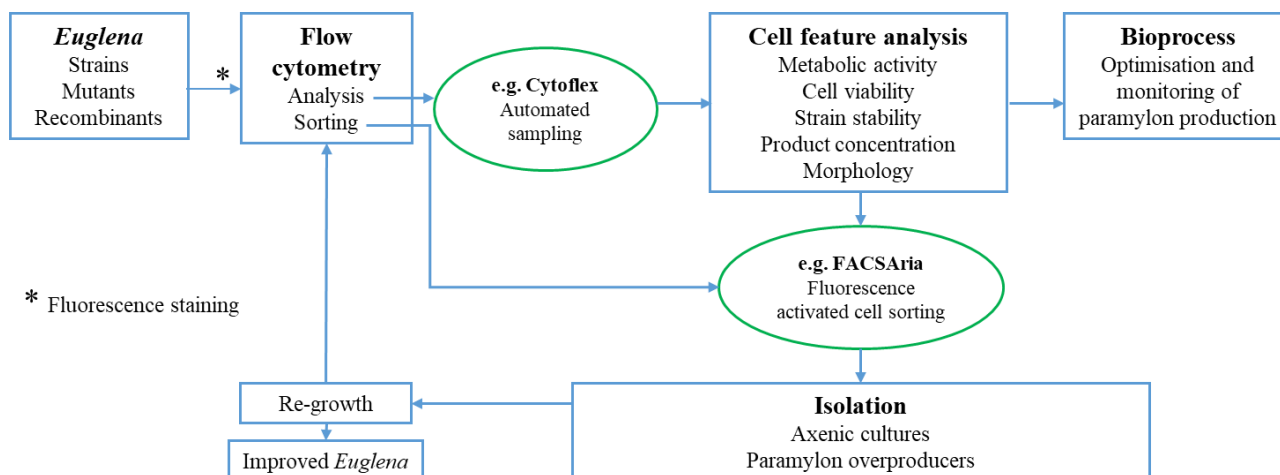 Euglena
Strains
Mutants
Recombinants
*
Flow
cytometry
Analysis
Sorting
e.g. Cytoflex
Automated
sampling
Cell feature analysis
Metabolic activity
Cell viability
Strain stability
Product concentration
Morphology
Bioprocess
Optimisation and
monitoring of
paramylon production
e.g. FACSAria
Fluorescence
activated cell sorting
* Fluorescence staining
Re-growth
Improved Euglena
Isolation
Axenic cultures
Paramylon overproducers